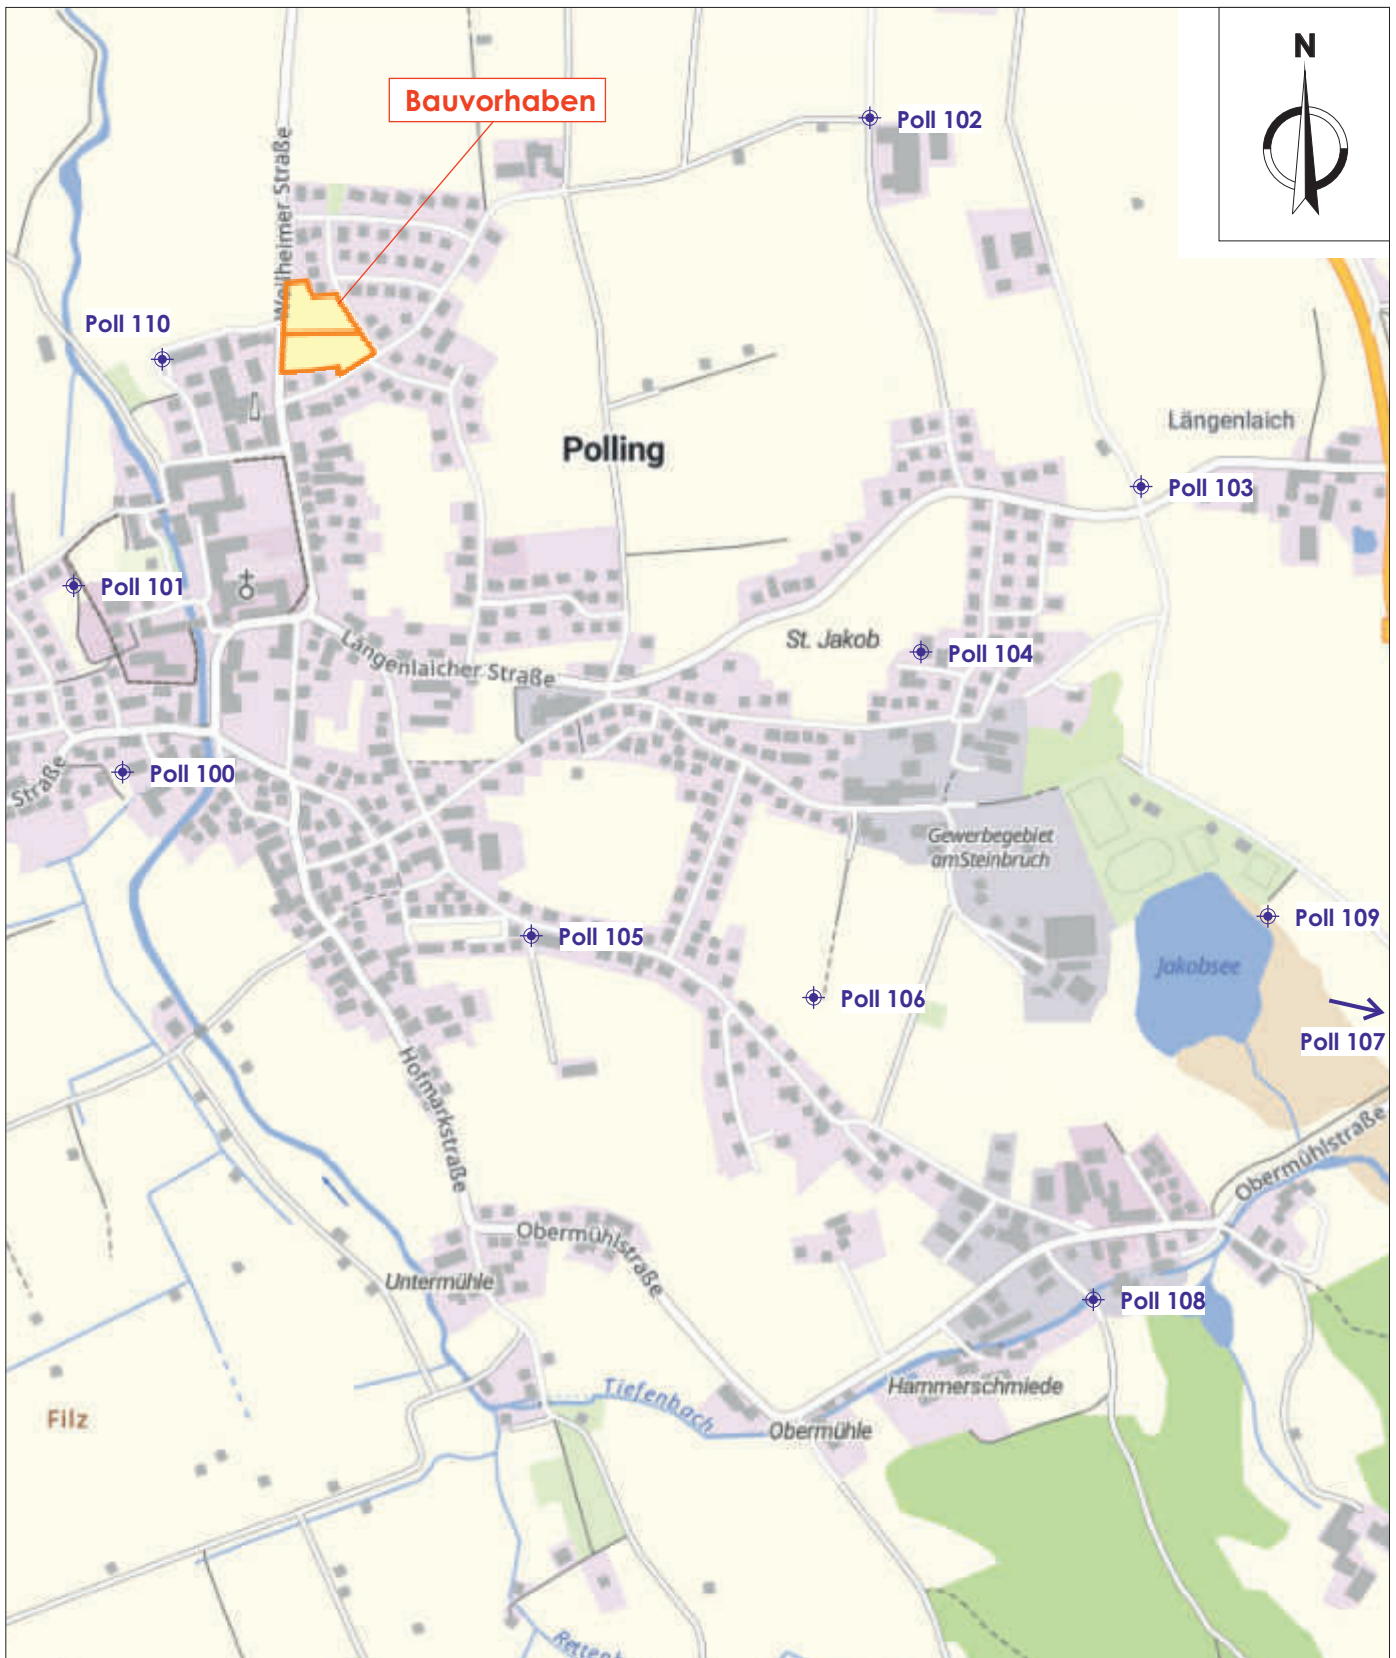 N
Bauvorhaben
Poll 102
Weilheimer Straße
Poll 110
Längenlaich
Polling
Poll 103
Poll 101
St. Jakob
Poll 104
Längenlaicher Straße
Straße
Poll 100
Gewerbegebiet
am Steinbruch
Poll 105
Poll 109
Jakobsee
Poll 106
Poll 107
Hofmarkstraße
Obermühlstraße
Obermühlstraße
Untermühle
Poll 108
Hammerschmiede
Tiefenbach
Filz
Obermühle